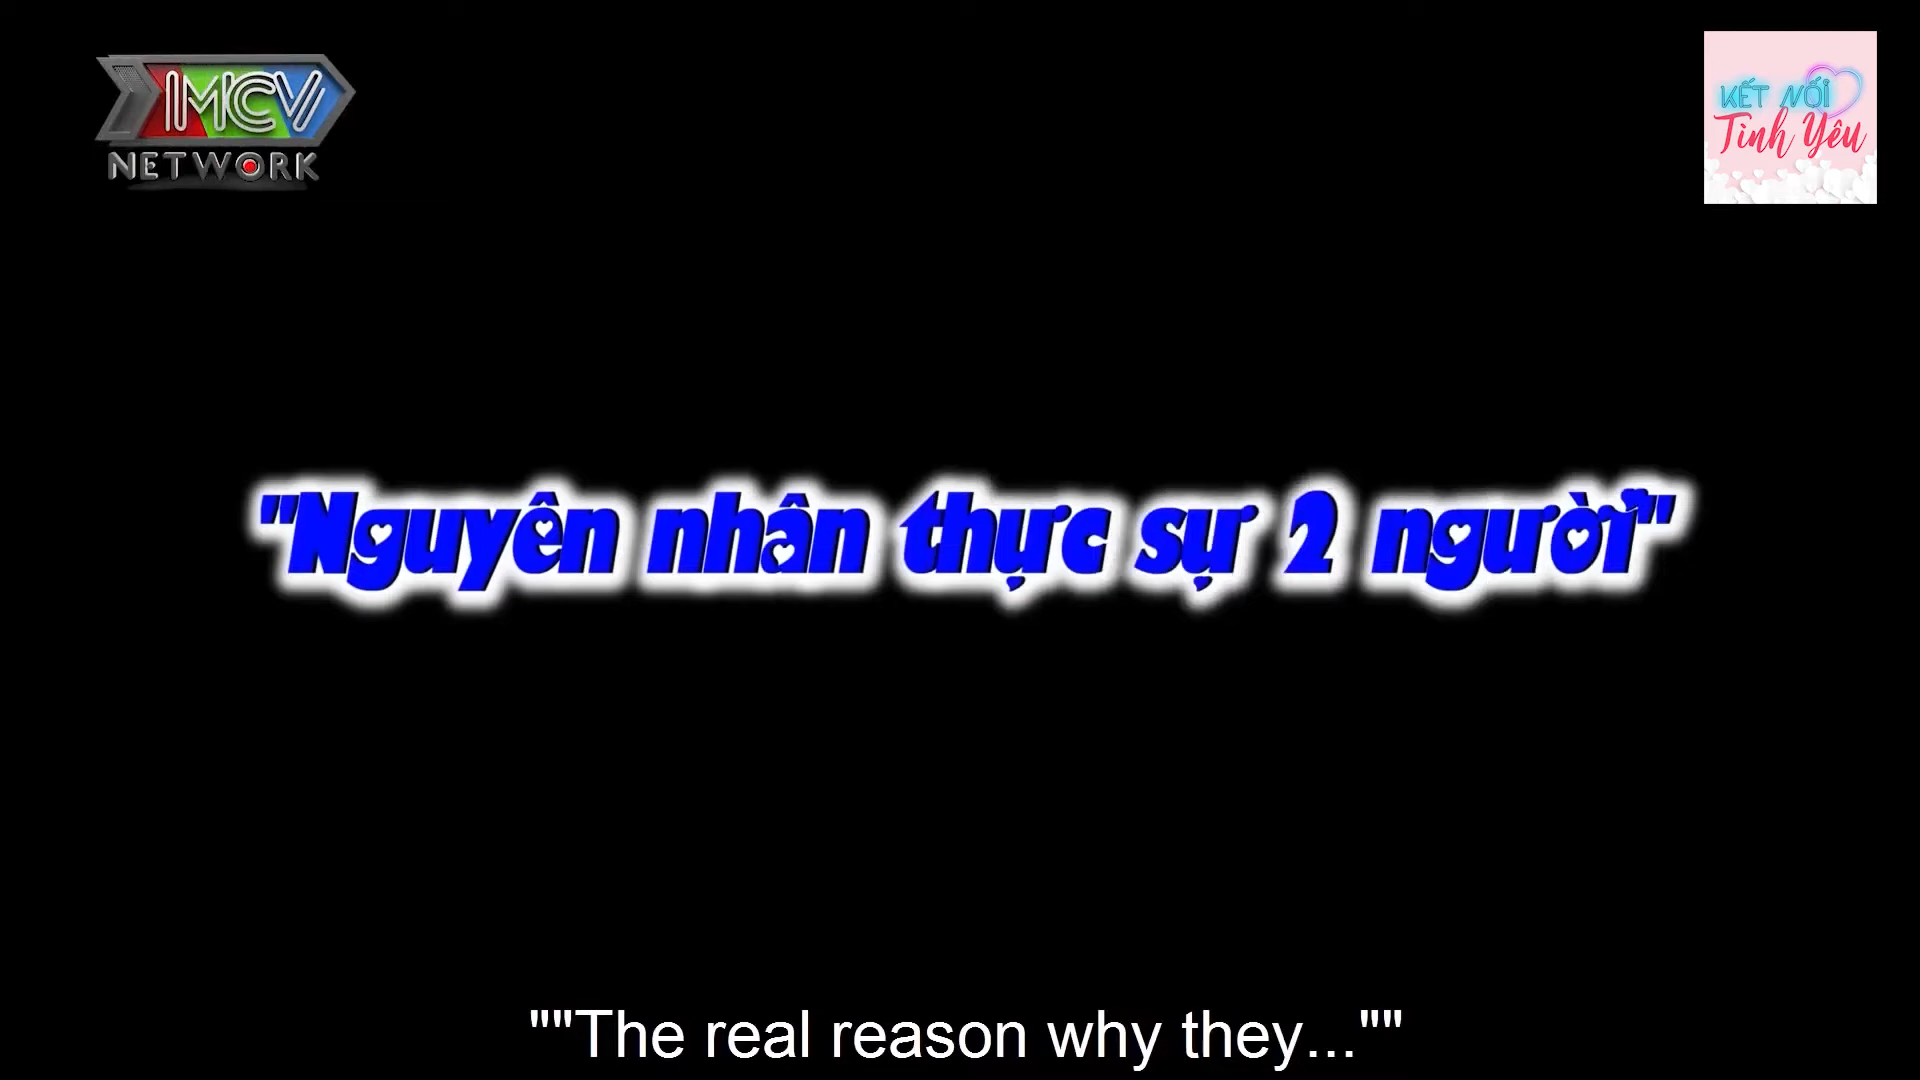 MCV
NETWORK
KẾT NỐI
Tình Yêu
"Nguyên nhân thực sự 2 người"
""The real reason why they...""